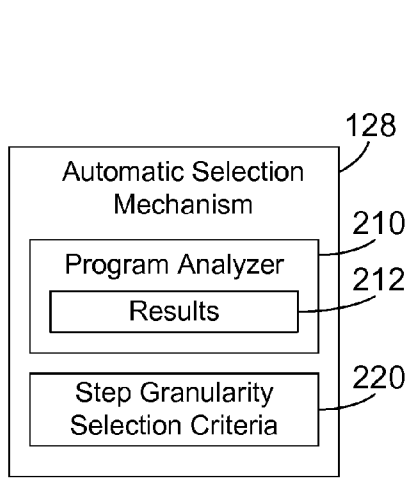 128
Automatic Selection
Mechanism
210
Program Analyzer
212
Results
220
Step Granularity
Selection Criteria